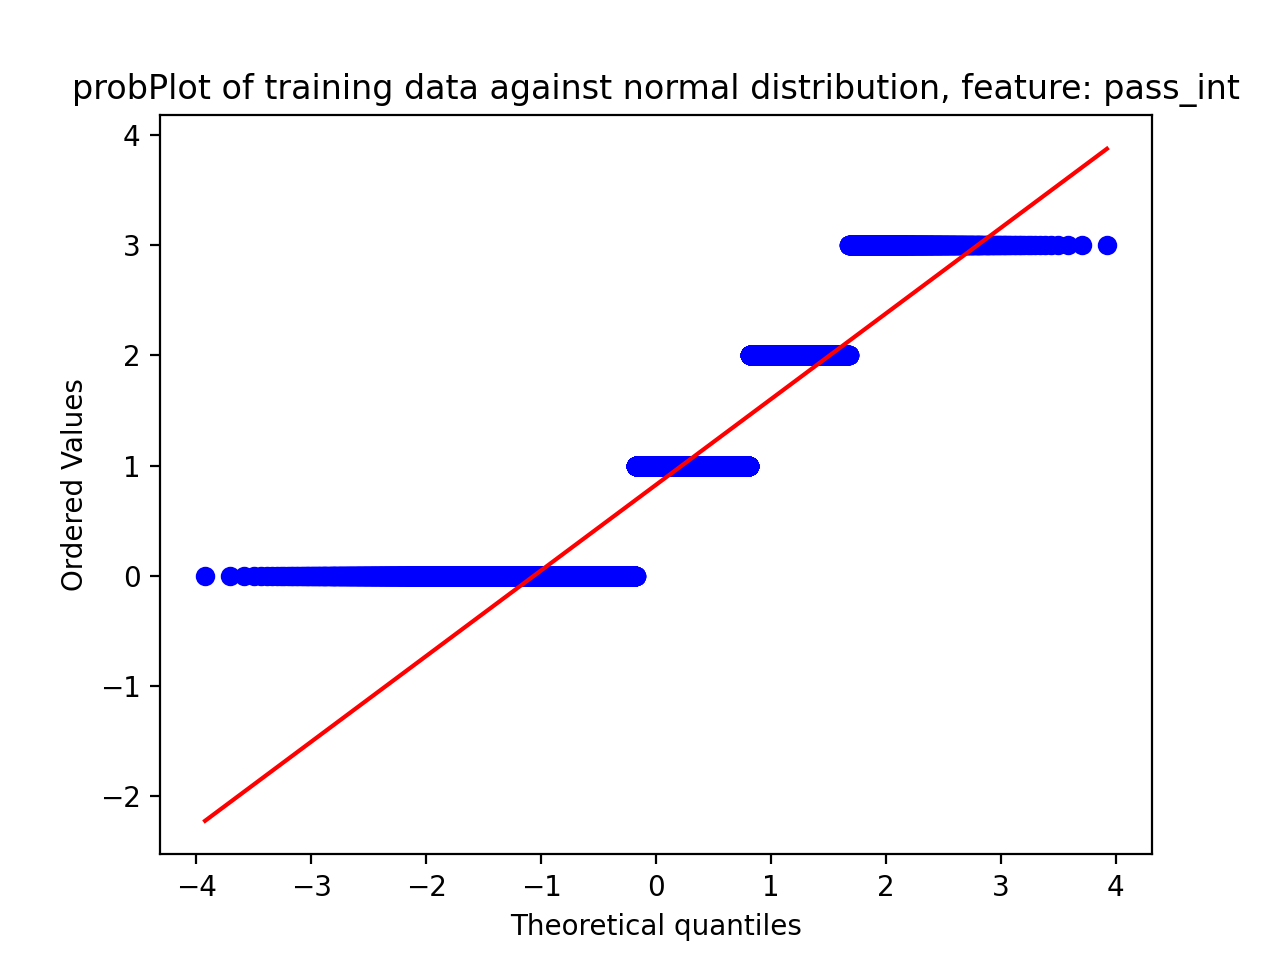 probPlot of training data against normal distribution, feature: pass_int
4
3
2
1
0
−1
−2
Ordered Values
−4 −3 −2 −1 0 1 2 3 4
Theoretical quantiles